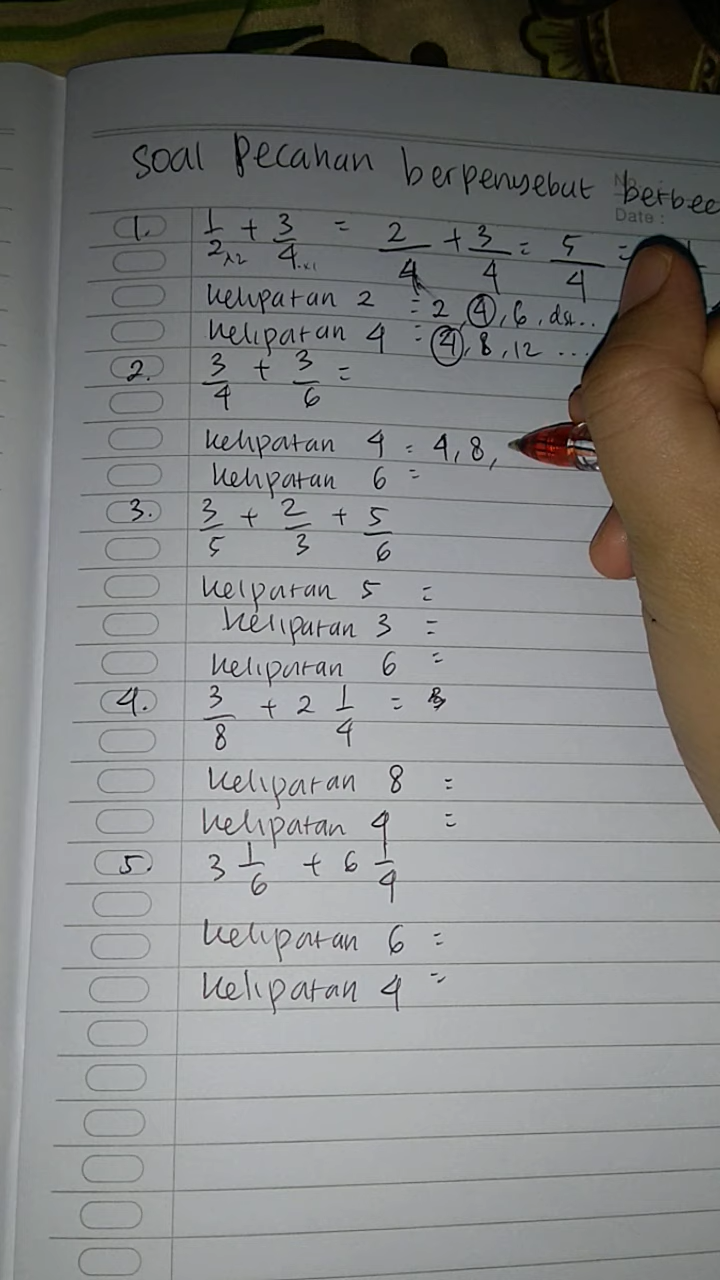 soal Pecahan berpenyebut berbe
Date :
1. 1/2 x2 + 3/4 x1 = 2/4 + 3/4 = 5/4 =
Kelipatan 2 = 2, 4, 6, dst..
Kelipatan 4 = 4, 8, 12 ...
2. 3/4 + 3/6 =
Kelipatan 4 = 4, 8,
Kelipatan 6 =
3. 3/5 + 2/3 + 5/6
Kelipatan 5 =
Kelipatan 3 =
Kelipatan 6 =
4. 3/8 + 2 1/4 =
Kelipatan 8 =
Kelipatan 4 =
5. 3 1/6 + 6 1/4
Kelipatan 6 =
Kelipatan 4 =